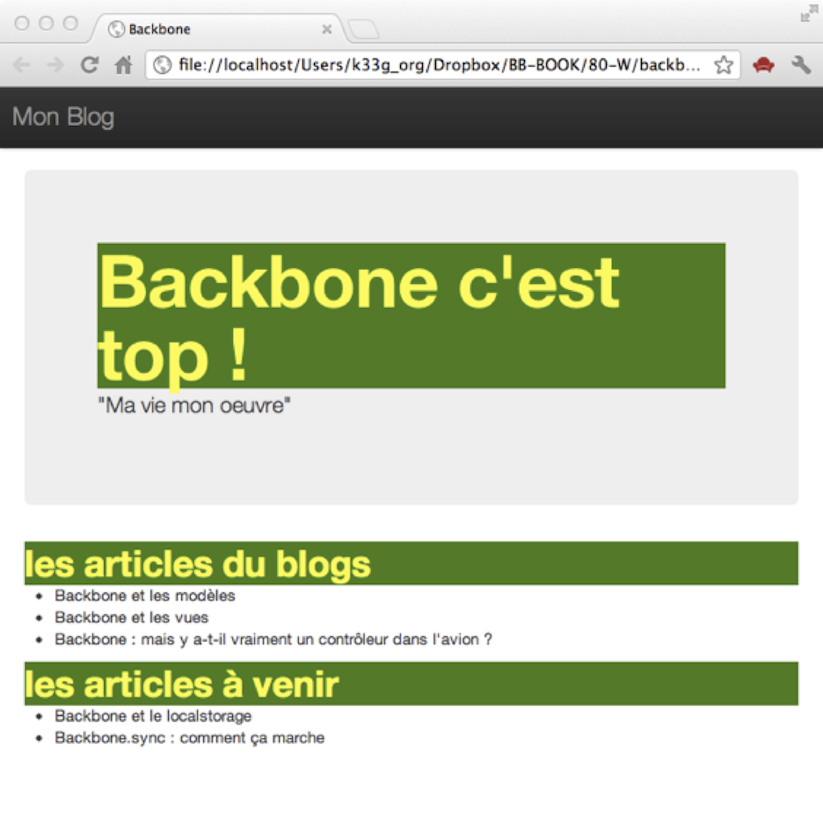 Backbone
file://localhost/Users/k33g_org/Dropbox/BB-BOOK/80-W/backb...
Mon Blog
Backbone c'est
top !
"Ma vie mon oeuvre"
les articles du blogs
Backbone et les modèles
Backbone et les vues
Backbone : mais y a-t-il vraiment un contrôleur dans l'avion ?
les articles à venir
Backbone et le localstorage
Backbone.sync : comment ça marche